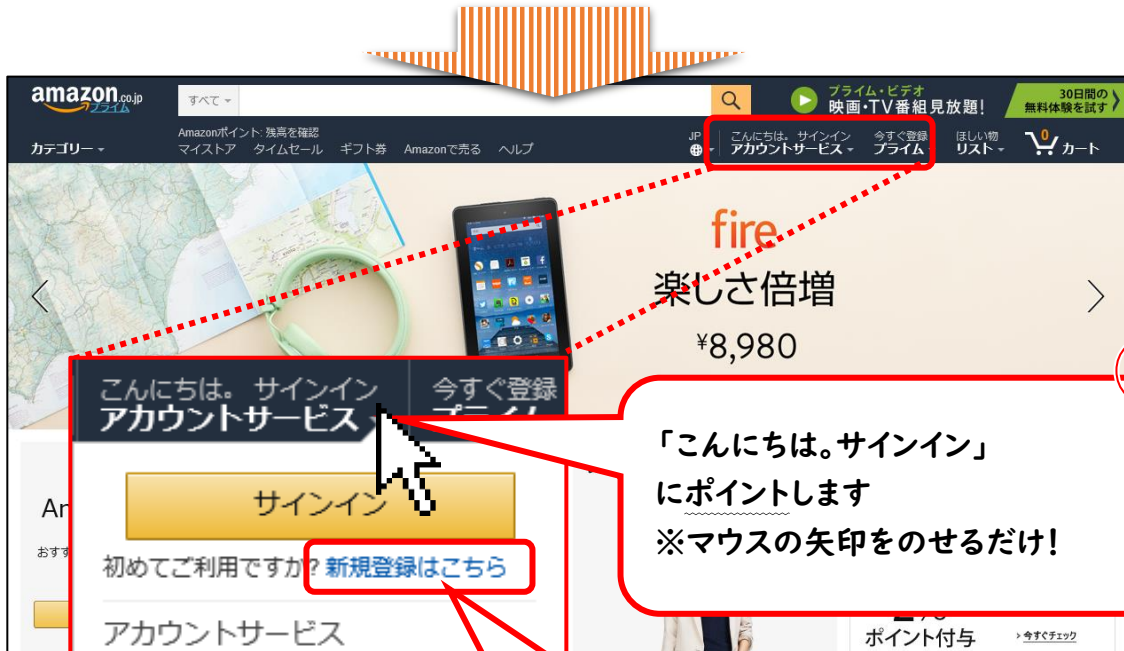 amazon.co.jp
プライム
すべて
プライム・ビデオ
映画・TV番組見放題!
30日間の
無料体験を試す
カテゴリー
Amazonポイント: 残高を確認
マイストア タイムセール ギフト券 Amazonで売る ヘルプ
JP
こんにちは。サインイン
アカウントサービス
今すぐ登録
プライム
ほしい物
リスト
0
カート
fire
楽しさ倍増
¥8,980
こんにちは。サインイン
アカウントサービス
今すぐ登録
プライム
サインイン
初めてご利用ですか? 新規登録はこちら
アカウントサービス
「こんにちは。サインイン」
にポイントします
※マウスの矢印をのせるだけ!
ポイント付与
今すぐチェック